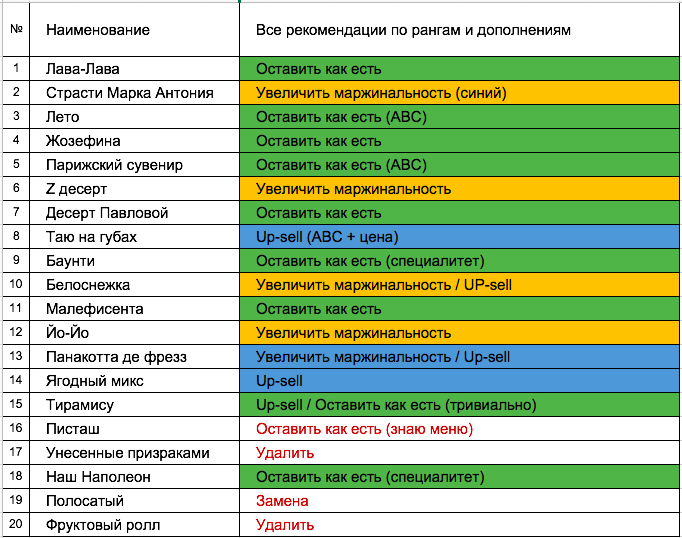 № Наименование Все рекомендации по рангам и дополнениям
1 Лава-Лава Оставить как есть
2 Страсти Марка Антония Увеличить маржинальность (синий)
3 Лето Оставить как есть (ABC)
4 Жозефина Оставить как есть
5 Парижский сувенир Оставить как есть (ABC)
6 Z десерт Увеличить маржинальность
7 Десерт Павловой Оставить как есть
8 Таю на губах Up-sell (ABC + цена)
9 Баунти Оставить как есть (специалитет)
10 Белоснежка Увеличить маржинальность / UP-sell
11 Малефисента Оставить как есть
12 Йо-Йо Увеличить маржинальность
13 Панакотта де фрезз Увеличить маржинальность / Up-sell
14 Ягодный микс Up-sell
15 Тирамису Up-sell / Оставить как есть (тривиально)
16 Писташ Оставить как есть (знаю меню)
17 Унесенные призраками Удалить
18 Наш Наполеон Оставить как есть (специалитет)
19 Полосатый Замена
20 Фруктовый ролл Удалить